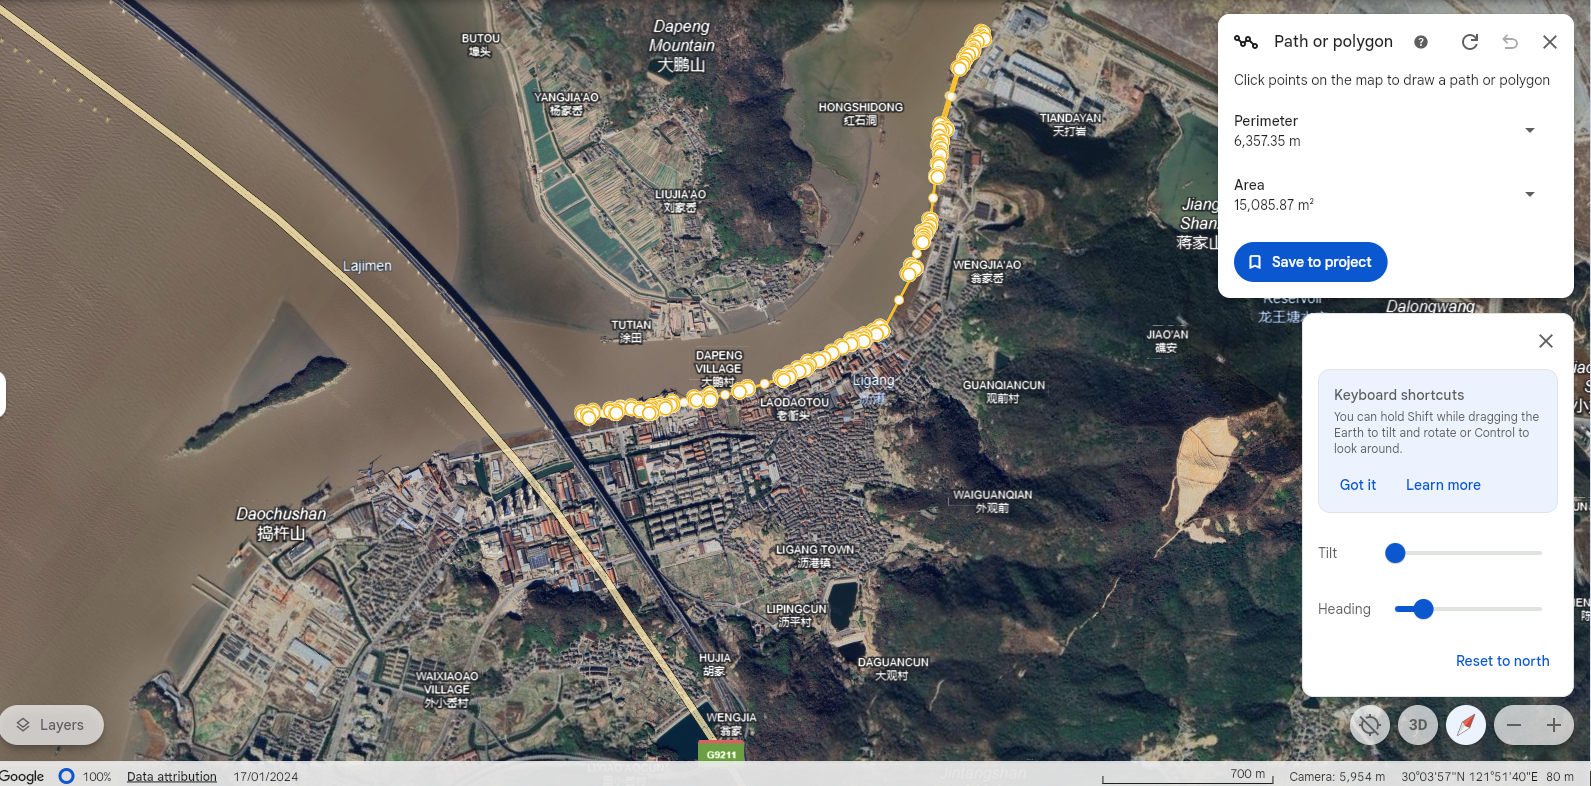 Dapeng
Mountain
大鹏山
BUTOU
埠头
YANGJIA'AO
杨家岙
HONGSHIDONG
红石洞
TIANDAYAN
天打岩
LIUJIA'AO
刘家岙
Lajimen
WENGJIA'AO
翁家岙
Jiang
Shan
蒋家山
TUTIAN
涂田
DAPENG
VILLAGE
大鹏村
JIAO'AN
礁安
Reservoir
龙王塘水
Dalongwang
Ligang
GUANQIANCUN
观前村
LAODAOTOU
老衙头
WAIGUANQIAN
外观前
Daochushan
捣杵山
LIGANG TOWN
沥港镇
LIPINGCUN
沥平村
HUJIA
胡家
DAGUANCUN
大观村
WAIXIAOAO
VILLAGE
外小岙村
WENGJIA
翁家
G9211
Path or polygon
Click points on the map to draw a path or polygon
Perimeter
6,357.35 m
Area
15,085.87 m²
Save to project
Keyboard shortcuts
You can hold Shift while dragging the
Earth to tilt and rotate or Control to
look around.
Got it Learn more
Tilt
Heading
Reset to north
Layers
3D
Google 100% Data attribution 17/01/2024 700 m Camera: 5,954 m 30°03'57"N 121°51'40"E 80 m
Jintangshan